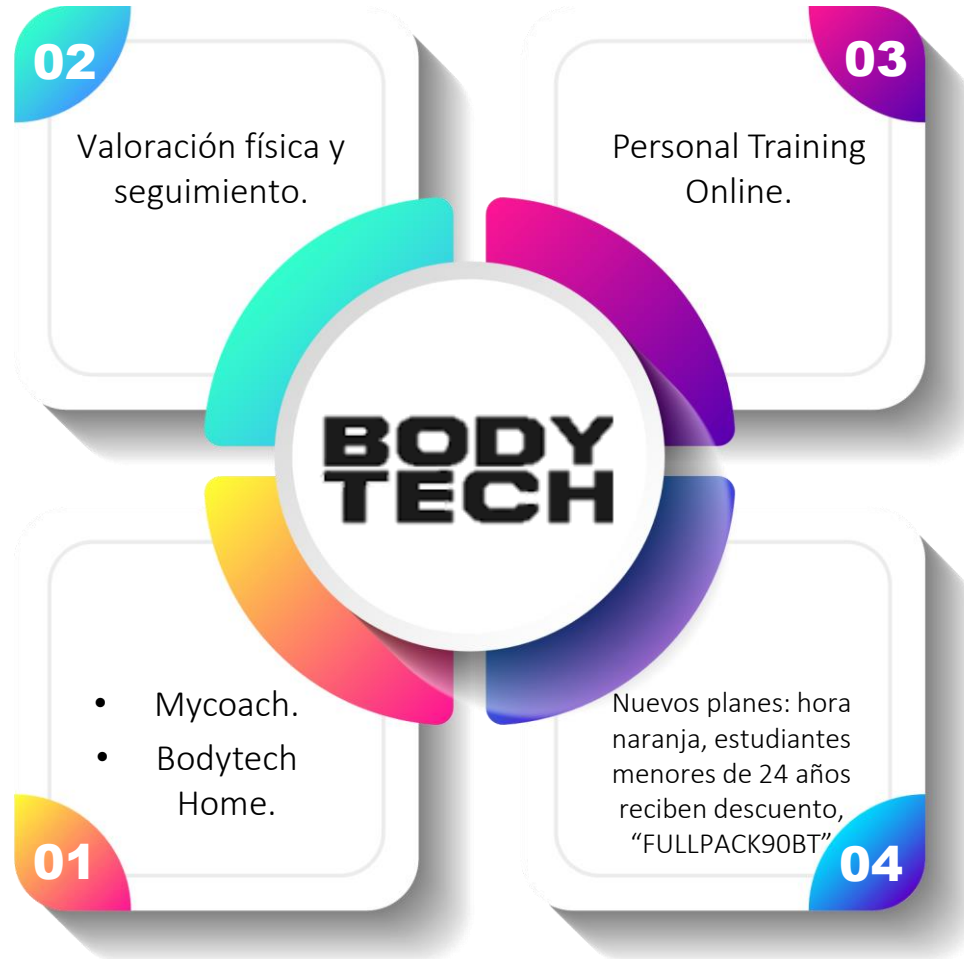 02
Valoración física y
seguimiento.
03
Personal Training
Online.
BODY
TECH
• Mycoach.
• Bodytech
Home.
01
Nuevos planes: hora
naranja, estudiantes
menores de 24 años
reciben descuento,
“FULLPACK90BT”
04